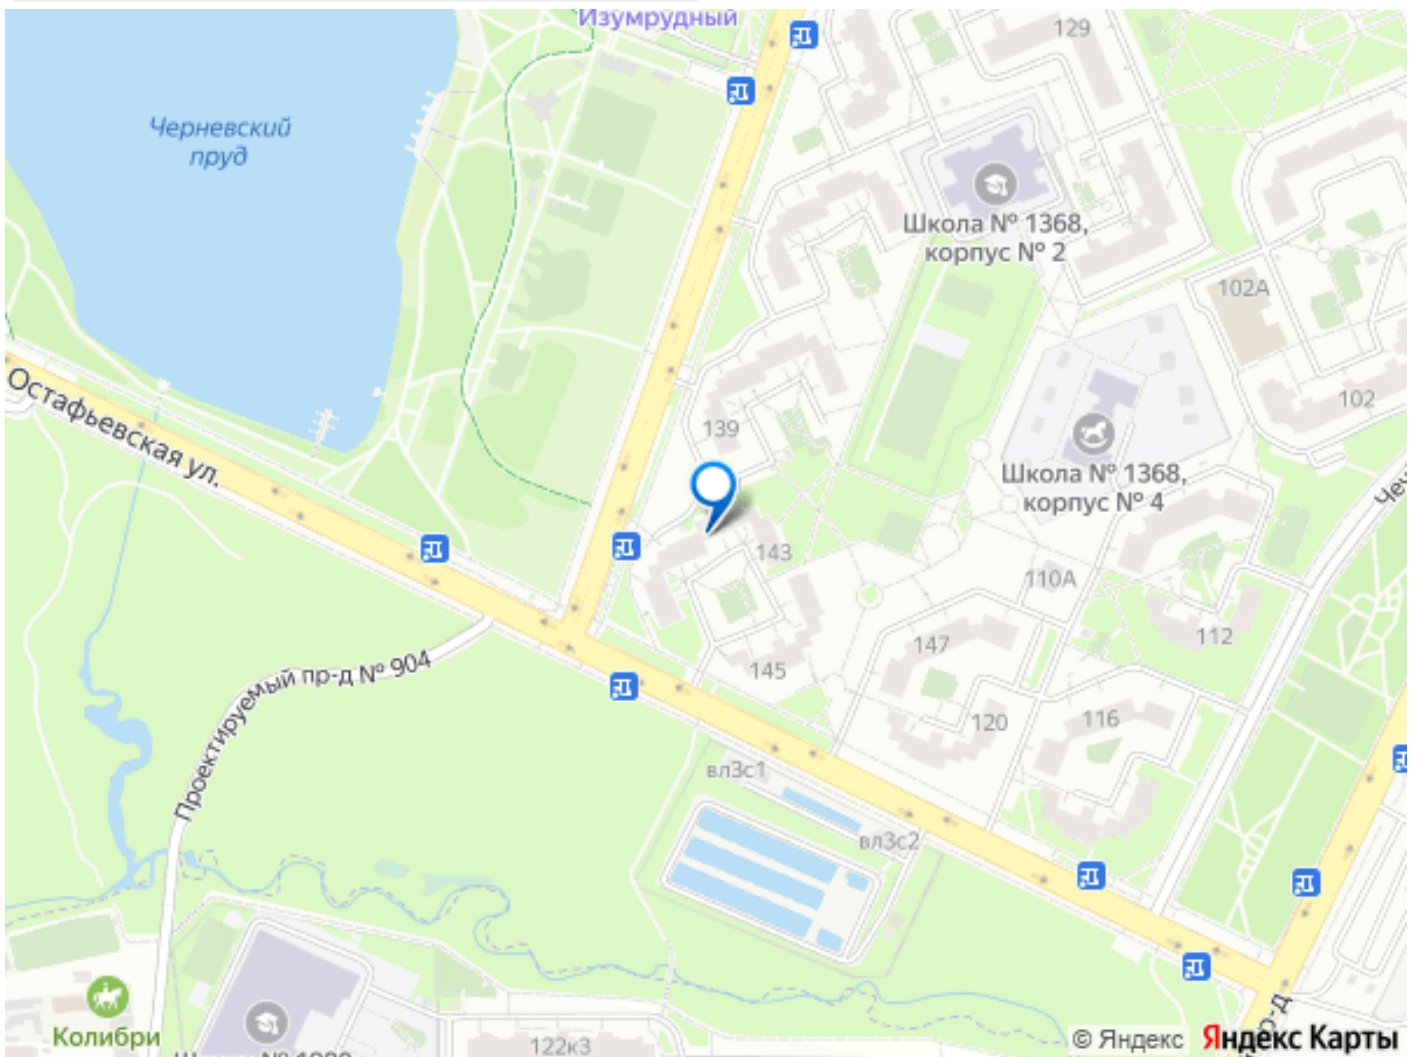 Изумрудный
129
Черневский
пруд
Школа № 1368,
корпус № 2
102А
Остафьевская ул.
139
102
Школа № 1368,
корпус № 4
143
110А
112
147
145
Проектируемый пр-д № 904
120
116
вл3с1
вл3с2
Колибри
122к3
© Яндекс Яндекс Карты